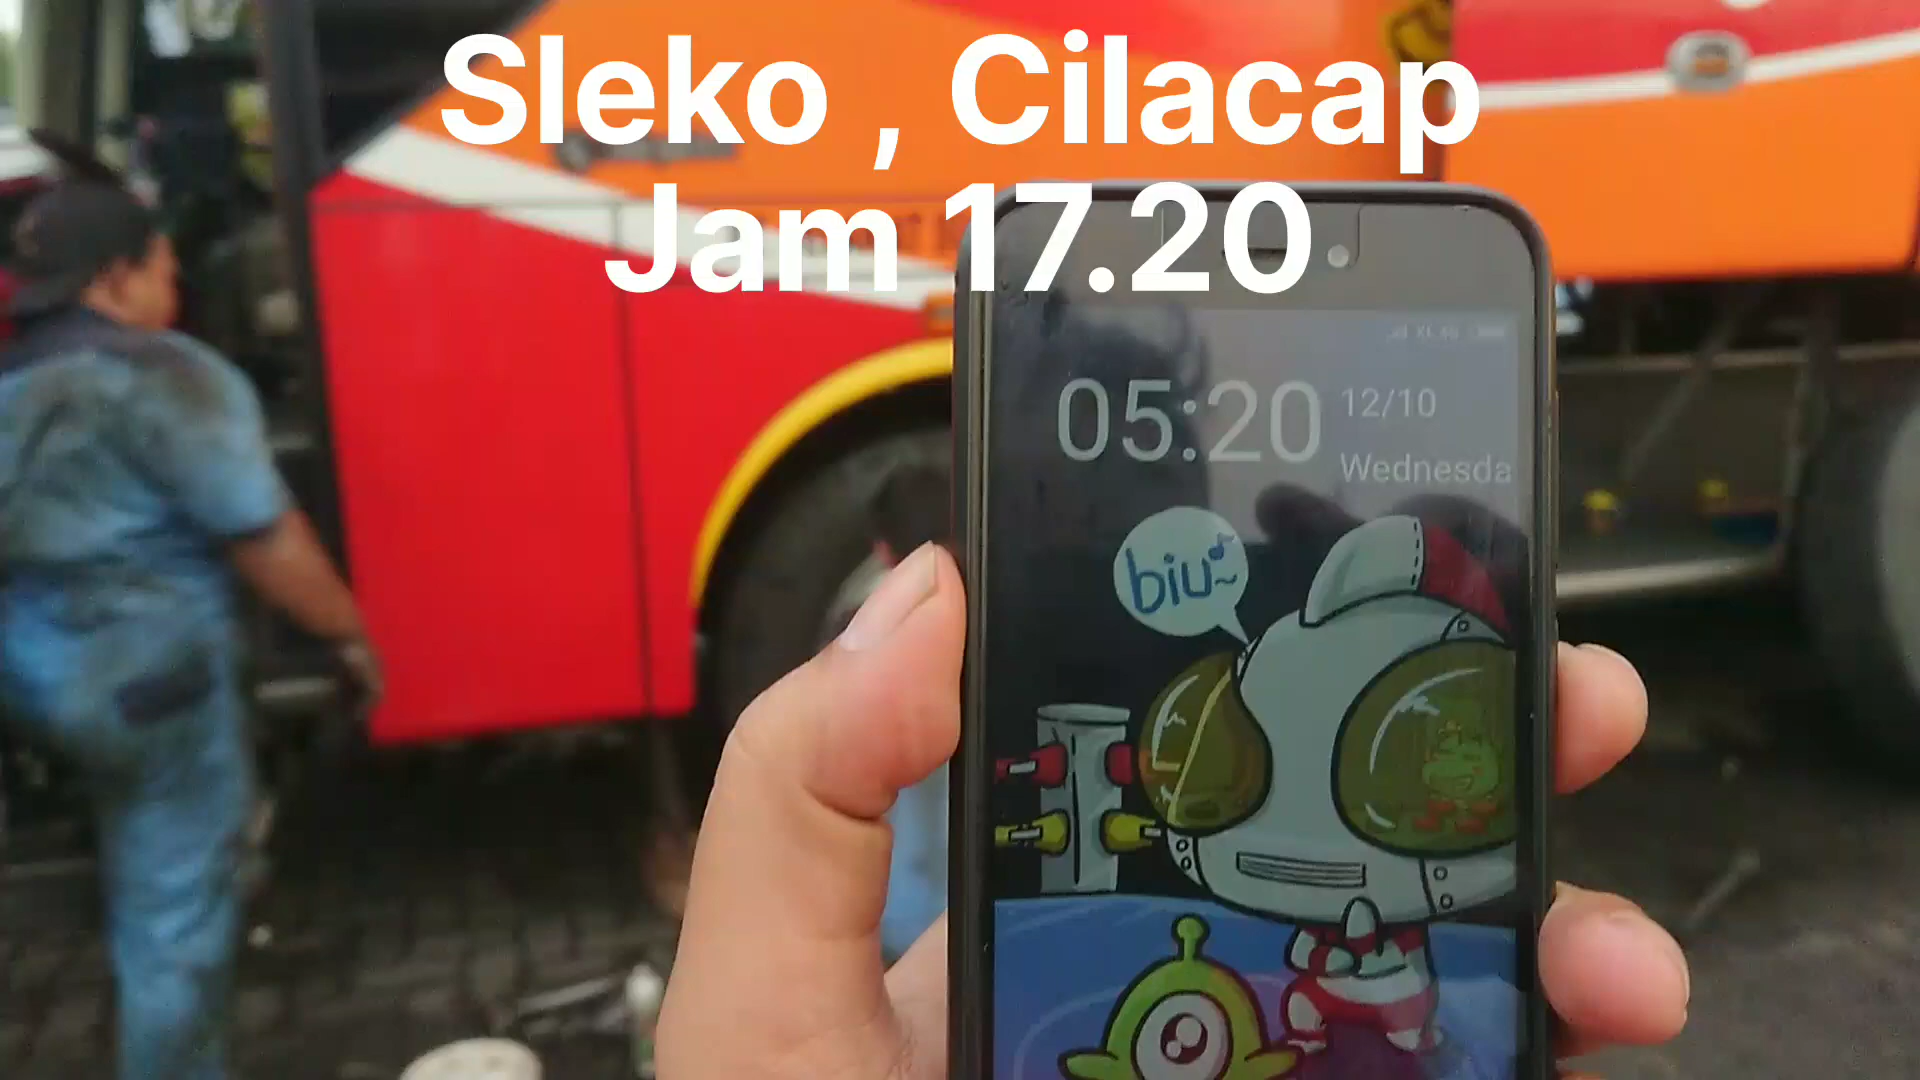 Sleko , Cilacap
Jam 17.20
05:20
12/10
Wednesda
biu~